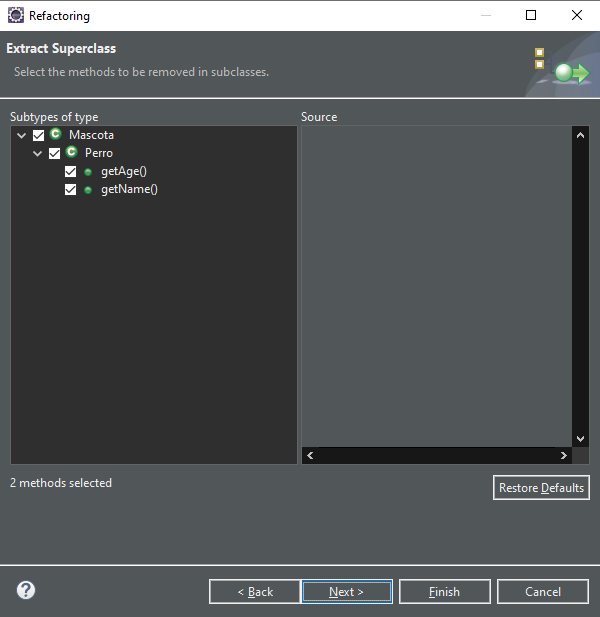 Refactoring
Extract Superclass
Select the methods to be removed in subclasses.
Subtypes of type
Source
Mascota
Perro
getAge()
getName()
2 methods selected
Restore Defaults
< Back
Next >
Finish
Cancel